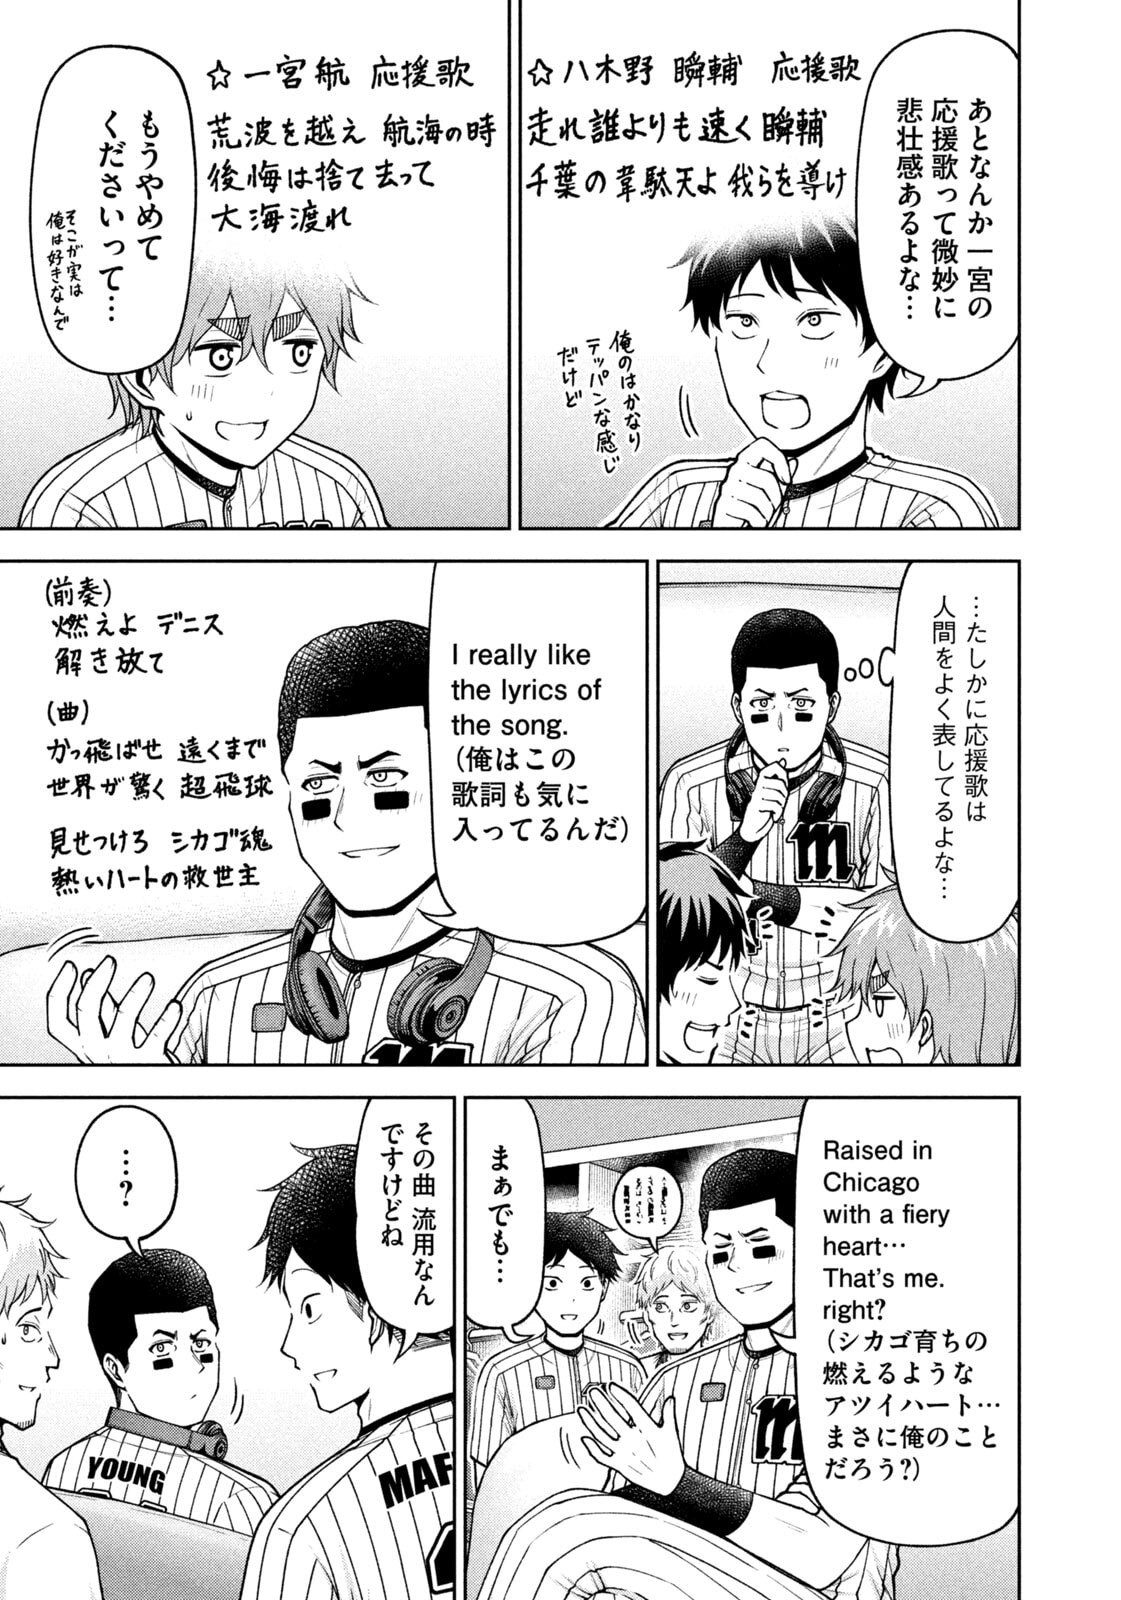 あとなんか一宮の
応援歌って微妙に
悲壮感あるよな…
☆八木野 瞬輔 応援歌
走れ誰よりも速く瞬輔
千葉の韋駄天よ 我らを導け
俺のはかなり
テッパンな感じ
だけど
☆一宮航 応援歌
荒波を越え 航海の時
後悔は捨て去って
大海渡れ
もうやめて
くださいって…
そこが実は
俺は好きなんで
…たしかに応援歌は
人間をよく表してるよな…
m
I really like
the lyrics of
the song.
(俺はこの
歌詞も気に
入ってるんだ)
(前奏)
燃えよ デニス
解き放て
(曲)
かっ飛ばせ 遠くまで
世界が驚く 超飛球
見せつけろ シカゴ魂
熱いハートの救世主
m
Raised in
Chicago
with a fiery
heart…
That's me.
right?
(シカゴ育ちの
燃えるような
アツイハート…
まさに俺のこと
だろう?)
m
まぁでも…
その曲 流用なん
ですけどね
…?
YOUNG
MAF